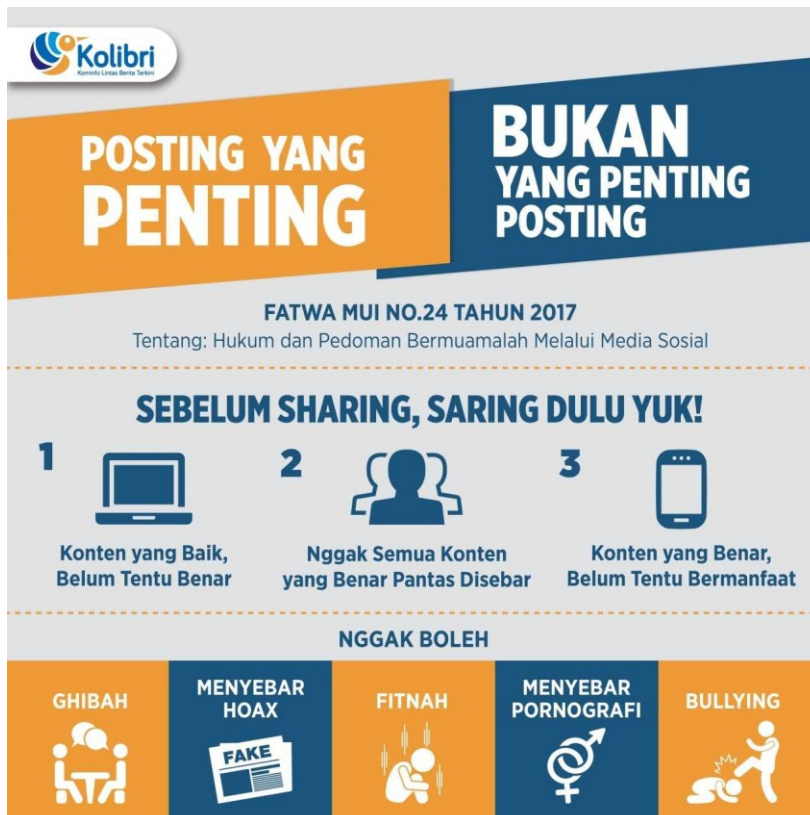 Kolibri
Kominfo Lintas Berita Terkini
POSTING YANG
PENTING
BUKAN
YANG PENTING
POSTING
FATWA MUI NO.24 TAHUN 2017
Tentang: Hukum dan Pedoman Bermuamalah Melalui Media Sosial
SEBELUM SHARING, SARING DULU YUK!
1
Konten yang Baik,
Belum Tentu Benar
2
Nggak Semua Konten
yang Benar Pantas Disebar
3
Konten yang Benar,
Belum Tentu Bermanfaat
NGGAK BOLEH
GHIBAH
MENYEBAR
HOAX
FAKE
FITNAH
MENYEBAR
PORNOGRAFI
BULLYING